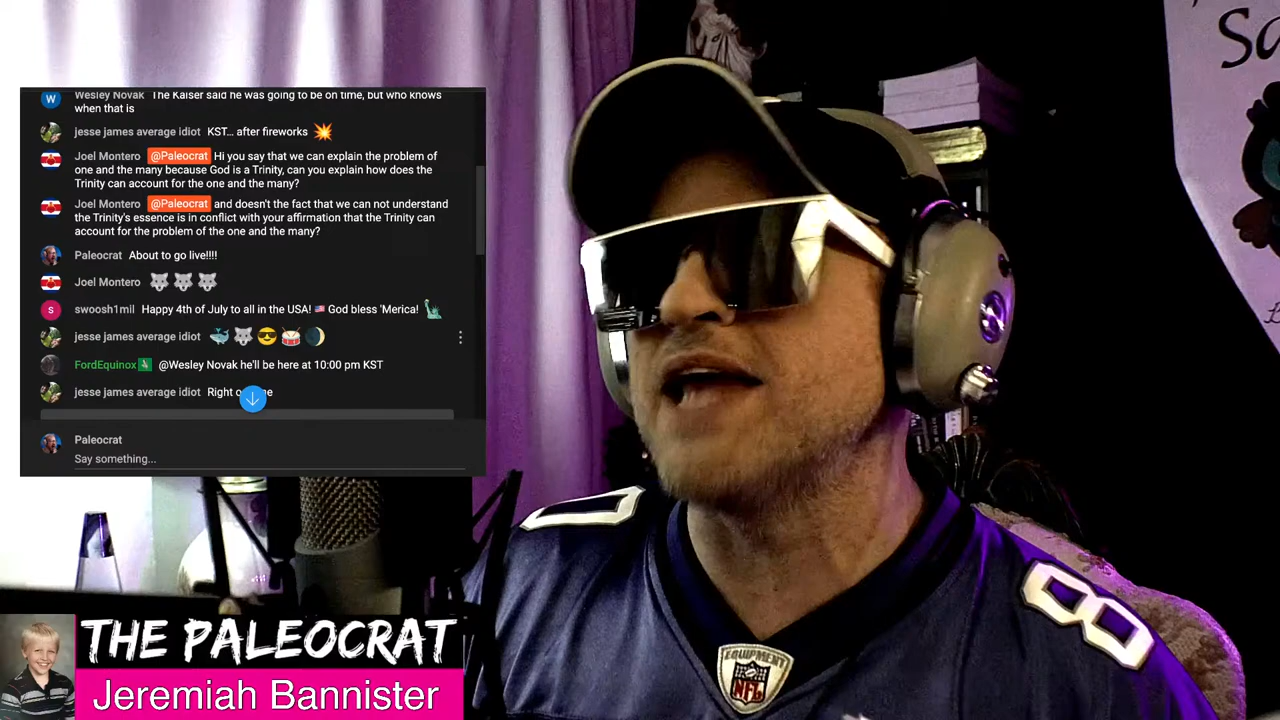 Wesley Novak The Kaiser said he was going to be on time, but who knows
when that is
jesse james average idiot KST... after fireworks 💥
Joel Montero @Paleocrat Hi you say that we can explain the problem of
one and the many because God is a Trinity, can you explain how does the
Trinity can account for the one and the many?
Joel Montero @Paleocrat and doesn't the fact that we can not understand
the Trinity's essence is in conflict with your affirmation that the Trinity can
account for the problem of the one and the many?
Paleocrat About to go live!!!!
Joel Montero 🐺🐺🐺
swoosh1mil Happy 4th of July to all in the USA! 🇺🇸 God bless 'Merica! 🗽
jesse james average idiot 🐳🐺😎🥁🌒
FordEquinox @Wesley Novak he'll be here at 10:00 pm KST
jesse james average idiot Right
Paleocrat
Say something...
W
S
THE PALEOCRAT
Jeremiah Bannister
EQUIPMENT
NFL
0
8